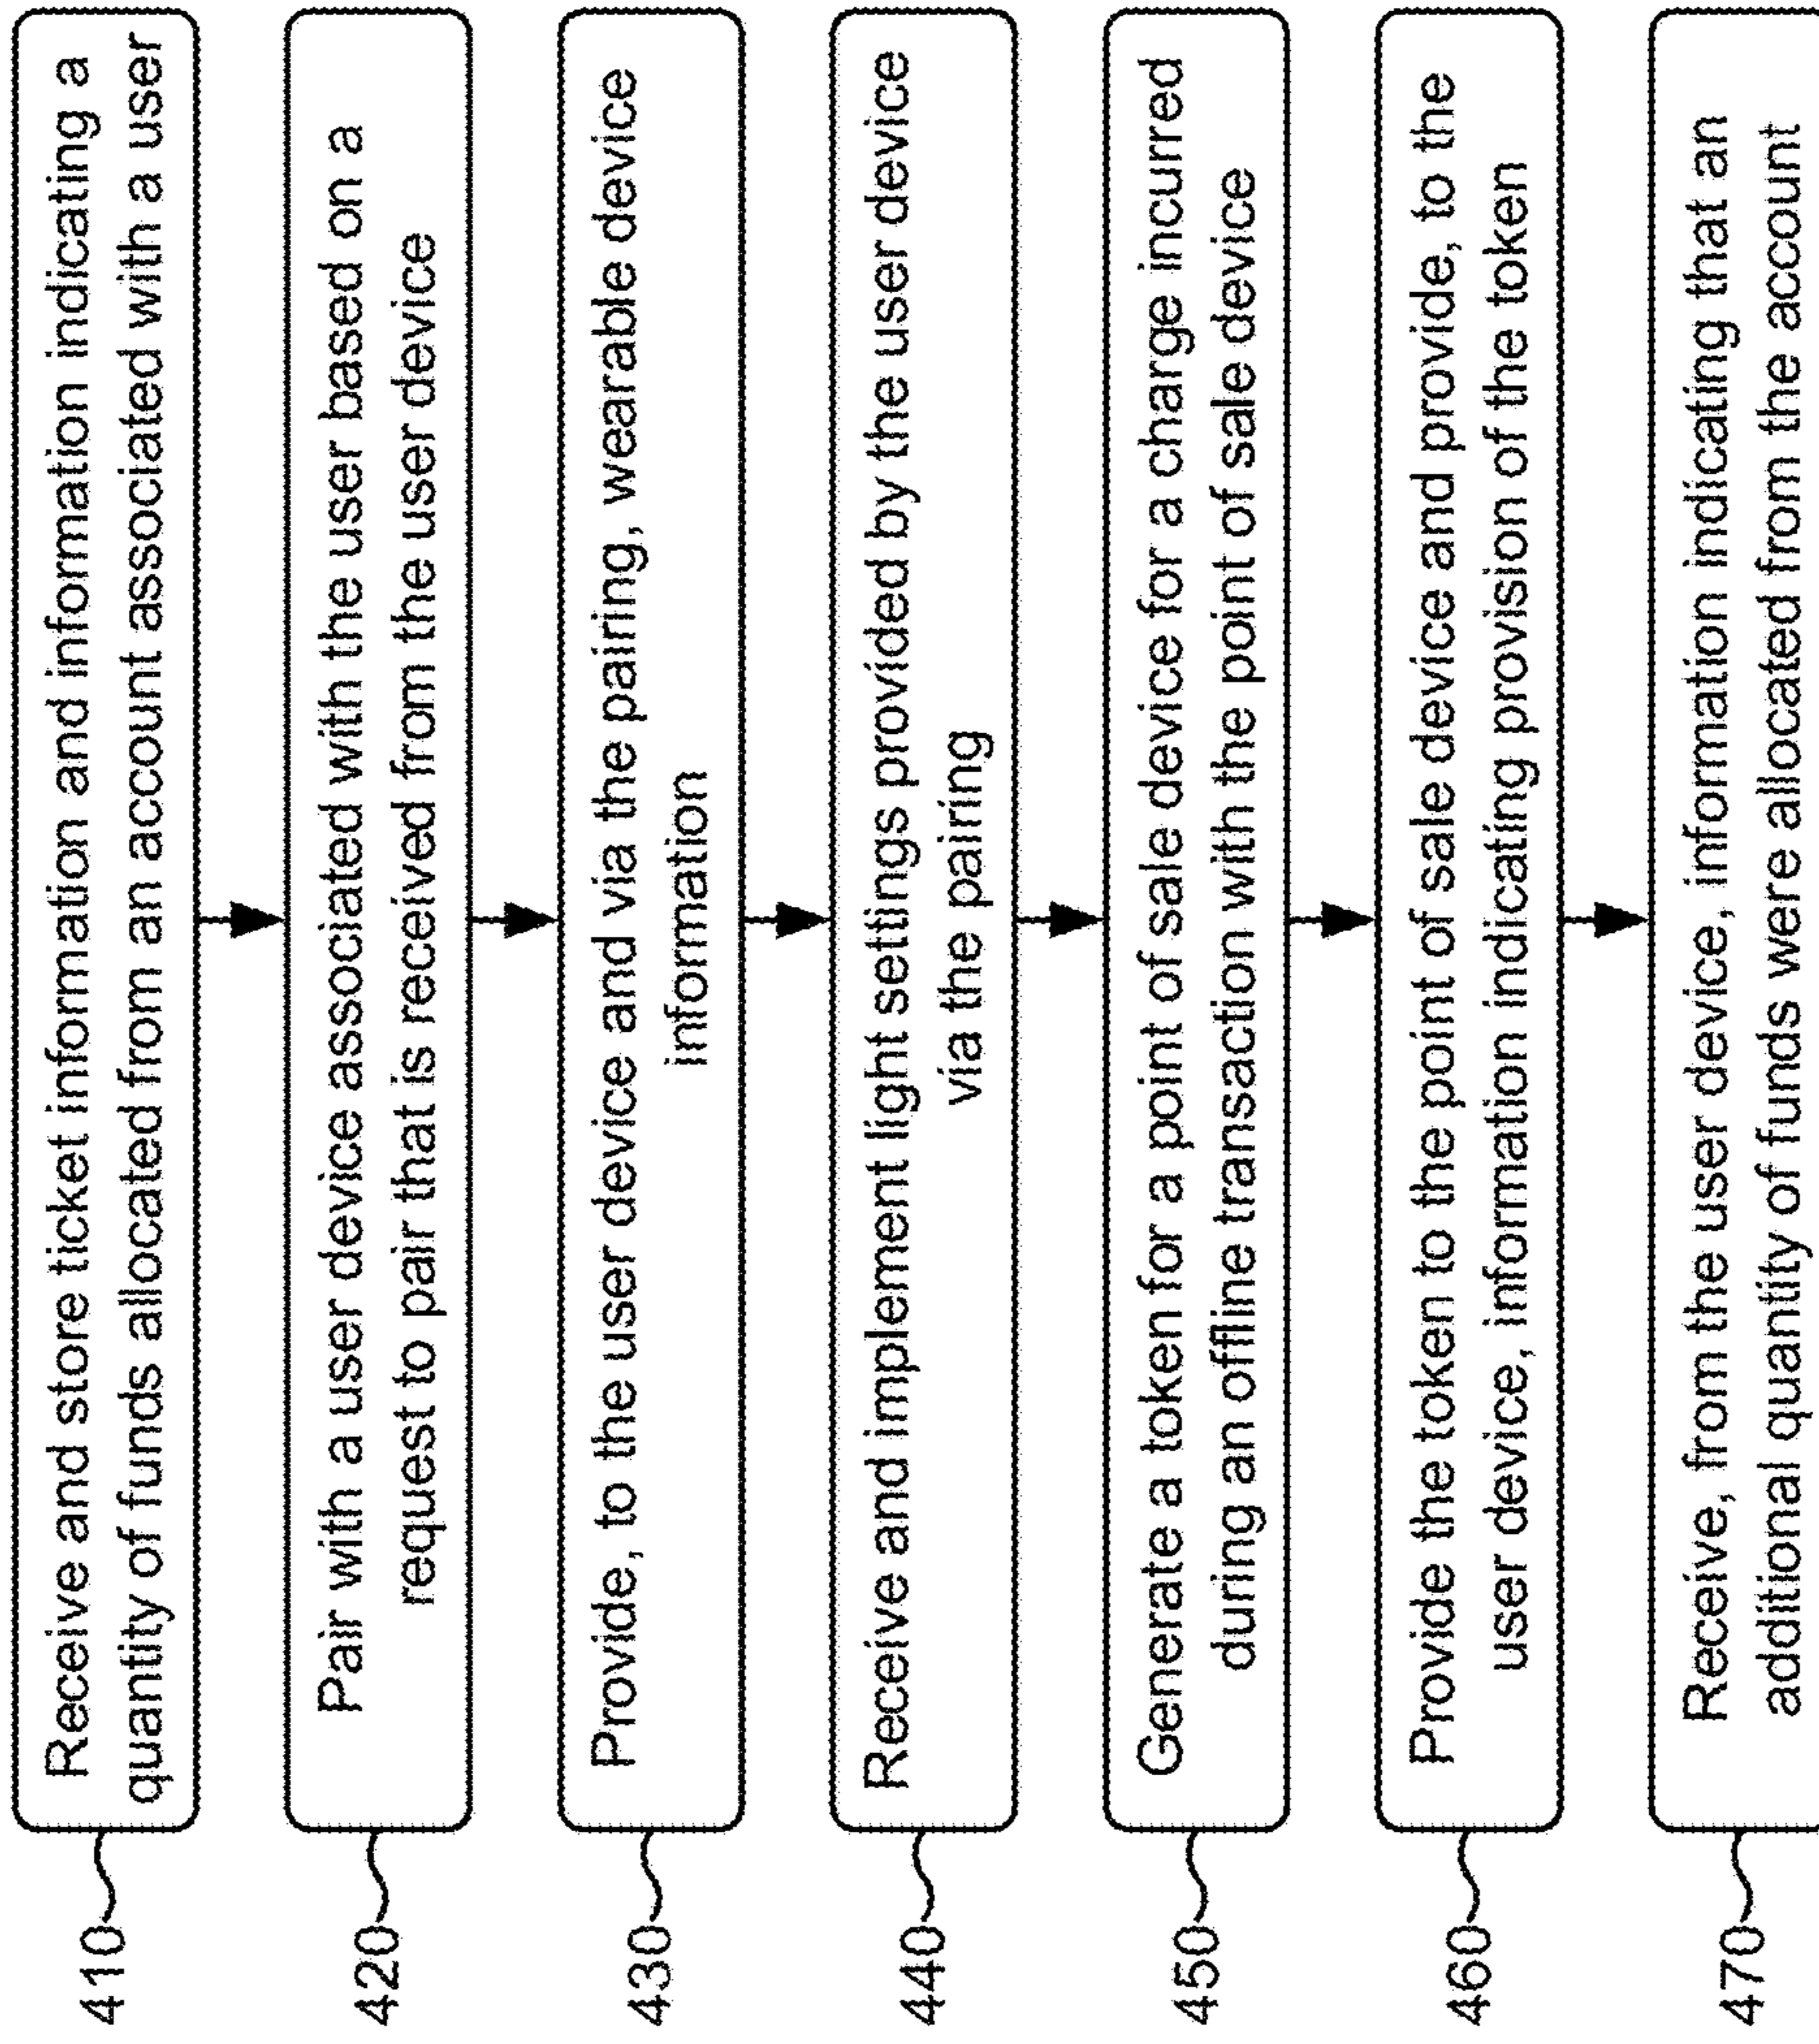 410
Receive and store ticket information and information indicating a
quantity of funds allocated from an account associated with a user
420
Pair with a user device associated with the user based on a
request to pair that is received from the user device
430
Provide, to the user device and via the pairing, wearable device
information
440
Receive and implement light settings provided by the user device
via the pairing
450
Generate a token for a point of sale device for a charge incurred
during an offline transaction with the point of sale device
460
Provide the token to the point of sale device and provide, to the
user device, information indicating provision of the token
470
Receive, from the user device, information indicating that an
additional quantity of funds were allocated from the account